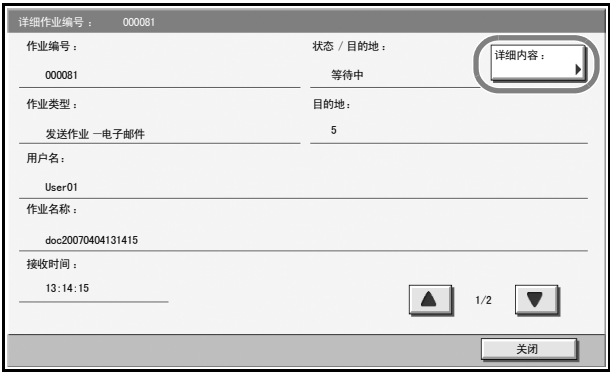 详细作业编号： 000081
作业编号：
000081
状态 / 目的地：
等待中
详细内容：
作业类型：
发送作业 —电子邮件
目的地：
5
用户名：
User01
作业名称：
doc20070404131415
接收时间：
13:14:15
1/2
关闭